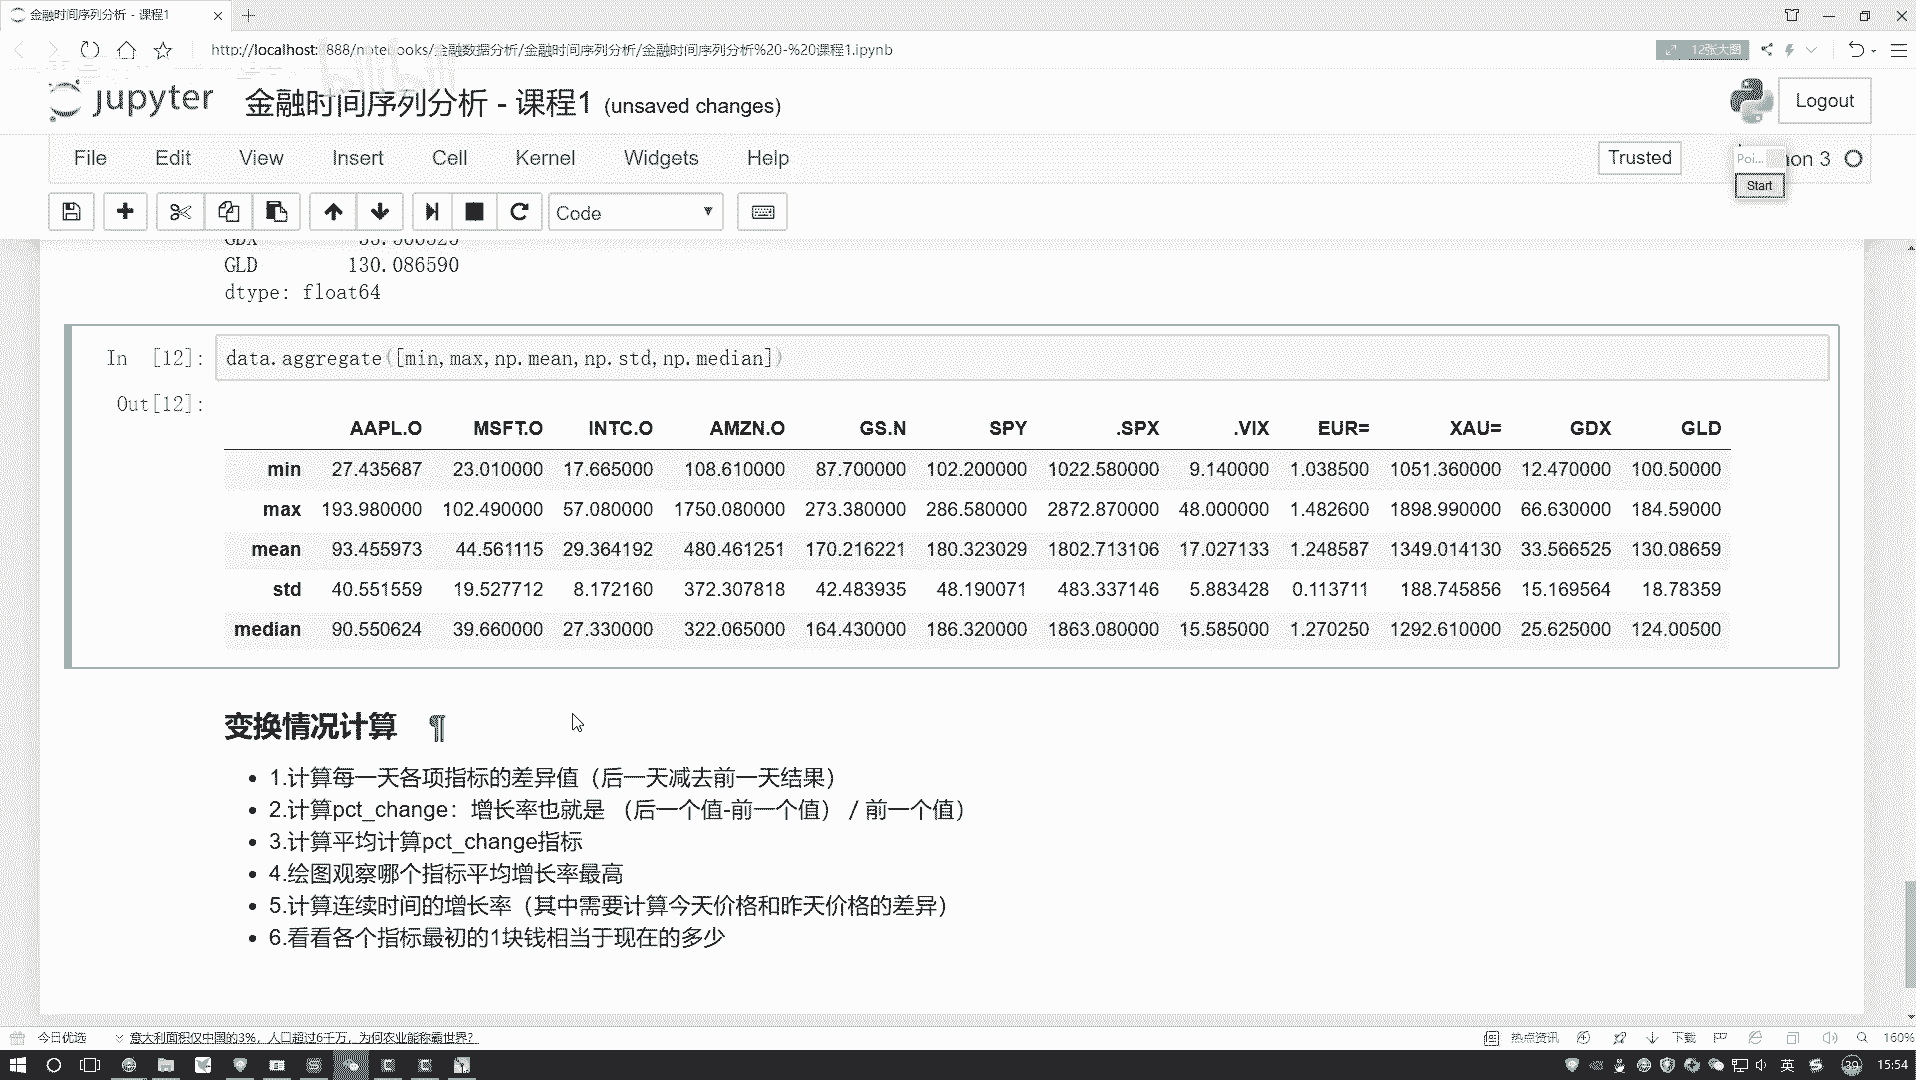 金融时间序列分析 - 课程1
http://localhost:8888/notebooks/金融数据分析/金融时间序列分析/金融时间序列分析%20-%20课程1.ipynb
12张大图
jupyter 金融时间序列分析 - 课程1 (unsaved changes)
Logout
File Edit View Insert Cell Kernel Widgets Help
Trusted
Poi... on 3
Start
Code
GDX 33.566525
GLD 130.086590
dtype: float64
In [12]: data.aggregate([min,max,np.mean,np.std,np.median])
Out[12]:
AAPL.O MSFT.O INTC.O AMZN.O GS.N SPY .SPX .VIX EUR= XAU= GDX GLD
min 27.435687 23.010000 17.665000 108.610000 87.700000 102.200000 1022.580000 9.140000 1.038500 1051.360000 12.470000 100.50000
max 193.980000 102.490000 57.080000 1750.080000 273.380000 286.580000 2872.870000 48.000000 1.482600 1898.990000 66.630000 184.59000
mean 93.455973 44.561115 29.364192 480.461251 170.216221 180.323029 1802.713106 17.027133 1.248587 1349.014130 33.566525 130.08659
std 40.551559 19.527712 8.172160 372.307818 42.483935 48.190071 483.337146 5.883428 0.113711 188.745856 15.169564 18.78359
median 90.550624 39.660000 27.330000 322.065000 164.430000 186.320000 1863.080000 15.585000 1.270250 1292.610000 25.625000 124.00500
变换情况计算 ¶
• 1.计算每一天各项指标的差异值（后一天减去前一天结果）
• 2.计算pct_change：增长率也就是 （后一个值-前一个值） / 前一个值）
• 3.计算平均计算pct_change指标
• 4.绘图观察哪个指标平均增长率最高
• 5.计算连续时间的增长率（其中需要计算今天价格和昨天价格的差异）
• 6.看看各个指标最初的1块钱相当于现在的多少
今日优选
意大利面积仅中国的3%，人口超过6千万，为何农业能称霸世界?
热点资讯
下载
160%
英
39
15:54